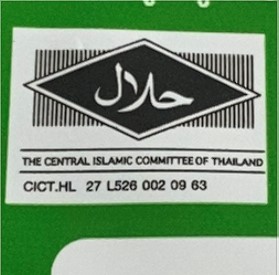 حلال
THE CENTRAL ISLAMIC COMMITTEE OF THAILAND
CICT.HL 27 L526 002 09 63